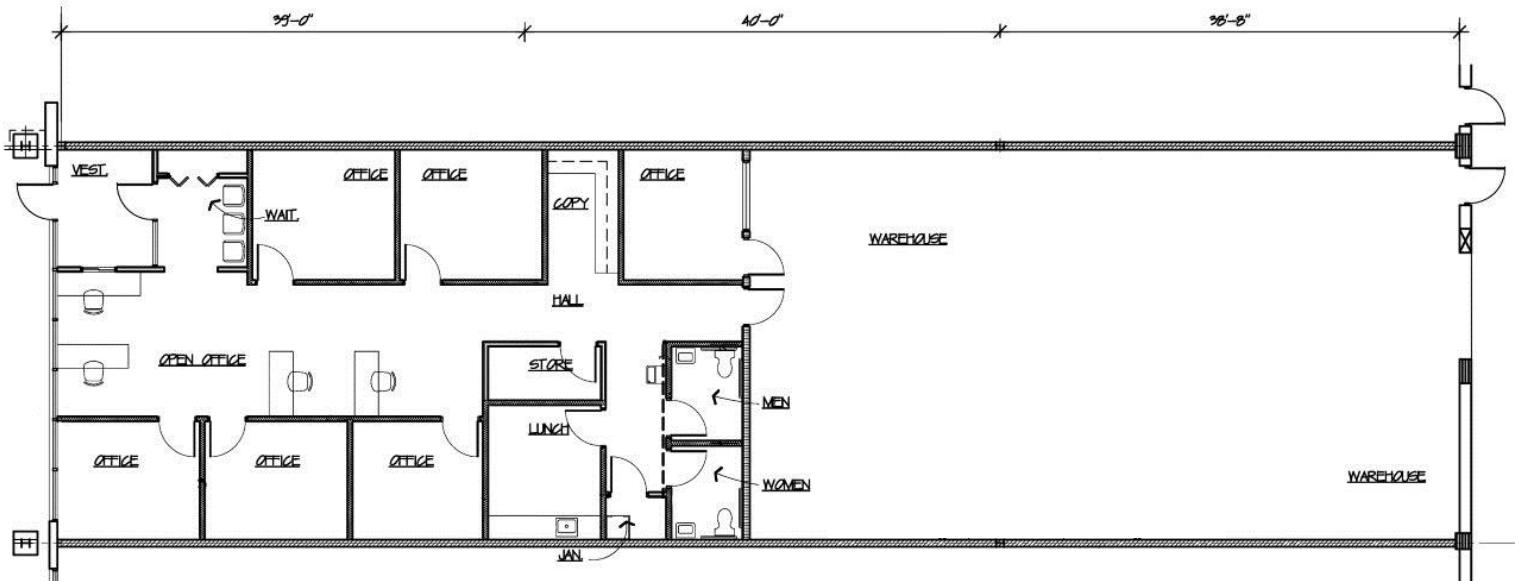 39'-0" 40'-0" 38'-8"
VEST.
OFFICE OFFICE OFFICE
COPY
WAIT.
WAREHOUSE
HALL
OPEN OFFICE
STORE
MEN
LUNCH
OFFICE OFFICE OFFICE
WAREHOUSE
WOMEN
JAN.